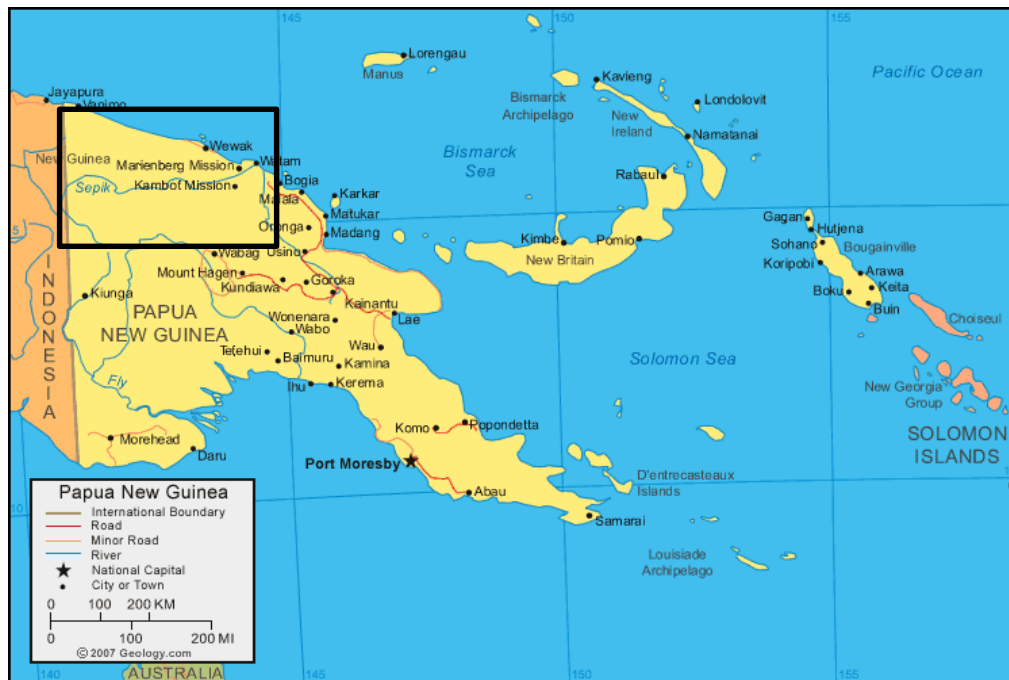 145
150
155
Lorengau
Manus
Pacific Ocean
Kavieng
Jayapura
Vanimo
Bismarck
Archipelago
Londolovit
New
Ireland
Namatanai
Wewak
Bismarck
Sea
New Guinea
Marienberg Mission
Watam
Rabaul
Sepik
Kambot Mission
Bogia
Malala
Karkar
Matukar
Gagan
Hutjena
5
Oronga
Madang
Kimbe
Pomio
Sohano
Bougainville
Wabag
Usino
New Britain
Koripobi
Arawa
Mount Hagen
Goroka
Kundiawa
Boku
Keita
Buin
Kiunga
Kainantu
INDONESIA
PAPUA
NEW GUINEA
Wonenara
Lae
Choiseul
Wabo
Wau
Tetehui
Baimuru
Kamina
Solomon Sea
Fly
Ihu
Kerema
New Georgia
Group
Komo
Popondetta
SOLOMON
ISLANDS
Morehead
Daru
Port Moresby
D'entrecasteaux
Islands
Abau
Samarai
10
Louisiade
Archipelago
Papua New Guinea
International Boundary
Road
Minor Road
River
National Capital
City or Town
0 100 200 KM
0 100 200 MI
© 2007 Geology.com
AUSTRALIA
140
145
150
155